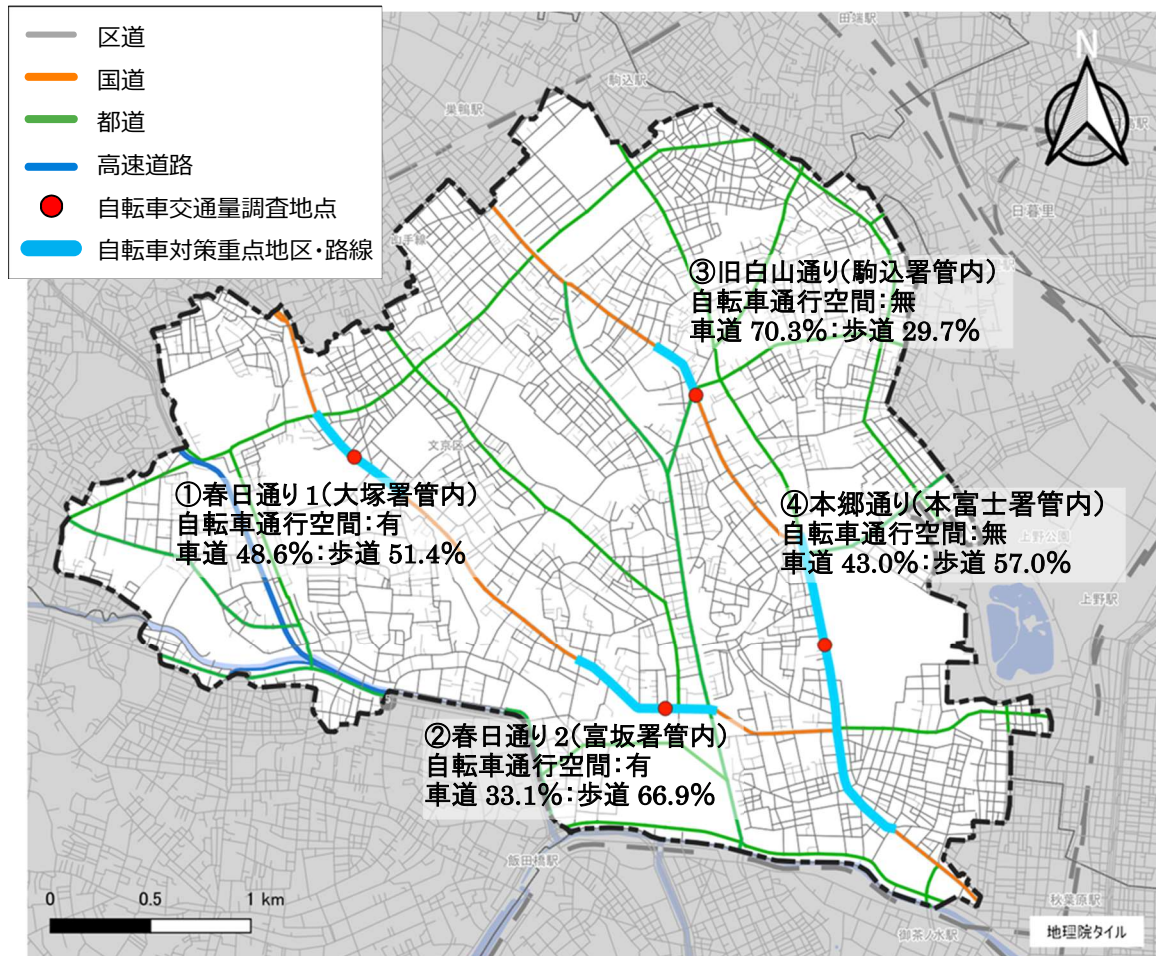 区道
国道
都道
高速道路
自転車交通量調査地点
自転車対策重点地区・路線
N
田端駅
駒込駅
巣鴨駅
山手線
日暮里
③旧白山通り(駒込署管内)
自転車通行空間:無
車道 70.3%:歩道 29.7%
文京区
①春日通り1(大塚署管内)
自転車通行空間:有
車道 48.6%:歩道 51.4%
④本郷通り(本富士署管内)
自転車通行空間:無
車道 43.0%:歩道 57.0%
上野公園
上野駅
②春日通り2(富坂署管内)
自転車通行空間:有
車道 33.1%:歩道 66.9%
飯田橋駅
0 0.5 1 km
秋葉原駅
御茶ノ水駅
地理院タイル